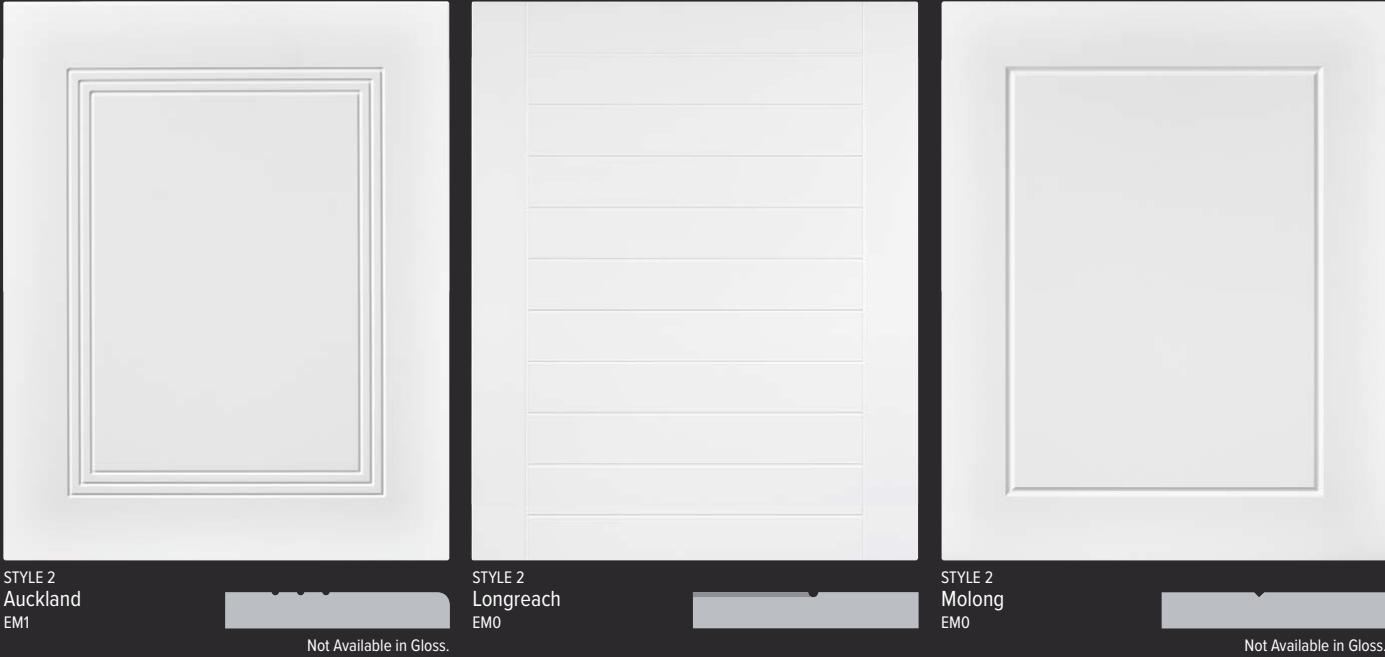 STYLE 2
Auckland
EM1
Not Available in Gloss.
STYLE 2
Longreach
EM0
STYLE 2
Molong
EM0
Not Available in Gloss.